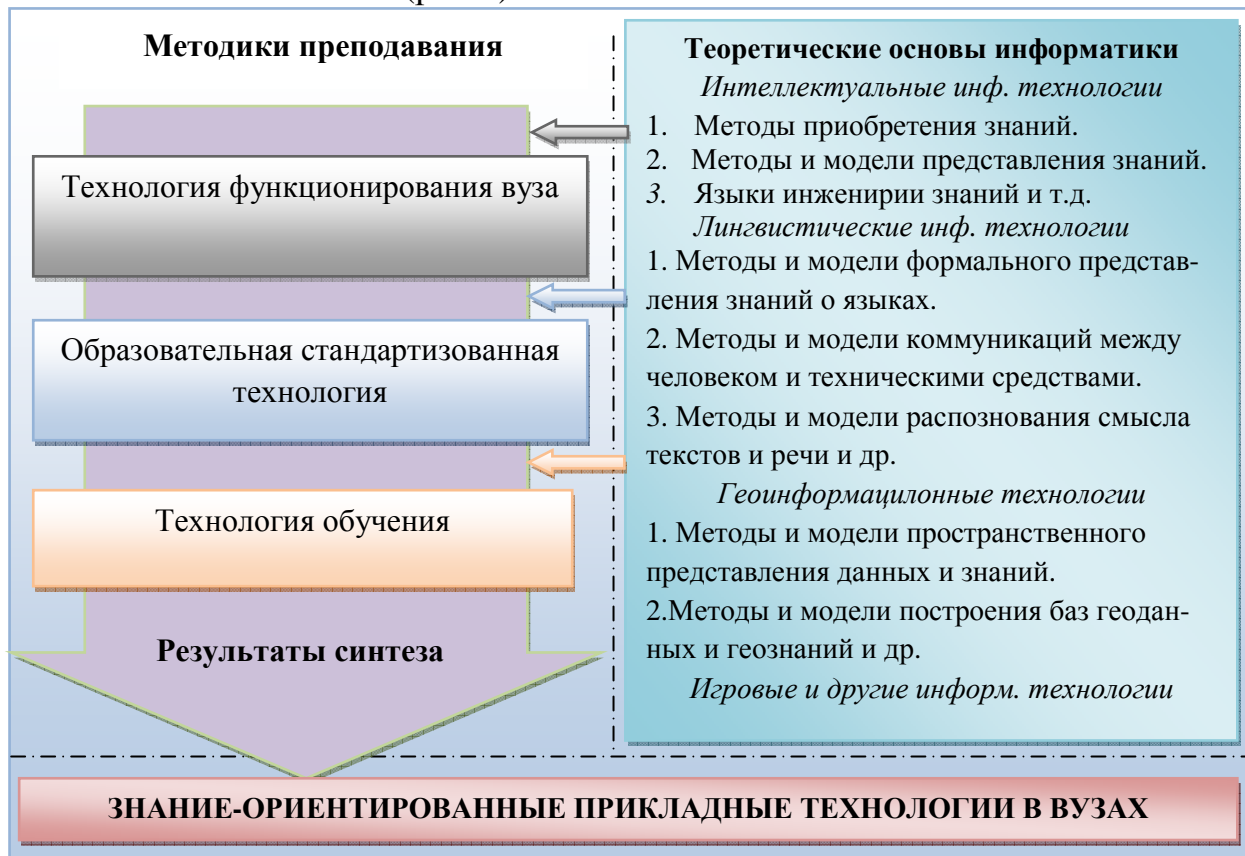 Методики преподавания
Технология функционирования вуза
Образовательная стандартизованная
технология
Технология обучения
Результаты синтеза
Теоретические основы информатики
Интеллектуальные инф. технологии
1. Методы приобретения знаний.
2. Методы и модели представления знаний.
3. Языки инженирии знаний и т.д.
Лингвистические инф. технологии
1. Методы и модели формального представ-
ления знаний о языках.
2. Методы и модели коммуникаций между
человеком и техническими средствами.
3. Методы и модели распознования смысла
текстов и речи и др.
Геоинформацилонные технологии
1. Методы и модели пространственного
представления данных и знаний.
2.Методы и модели построения баз геодан-
ных и геознаний и др.
Игровые и другие информ. технологии
ЗНАНИЕ-ОРИЕНТИРОВАННЫЕ ПРИКЛАДНЫЕ ТЕХНОЛОГИИ В ВУЗАХ